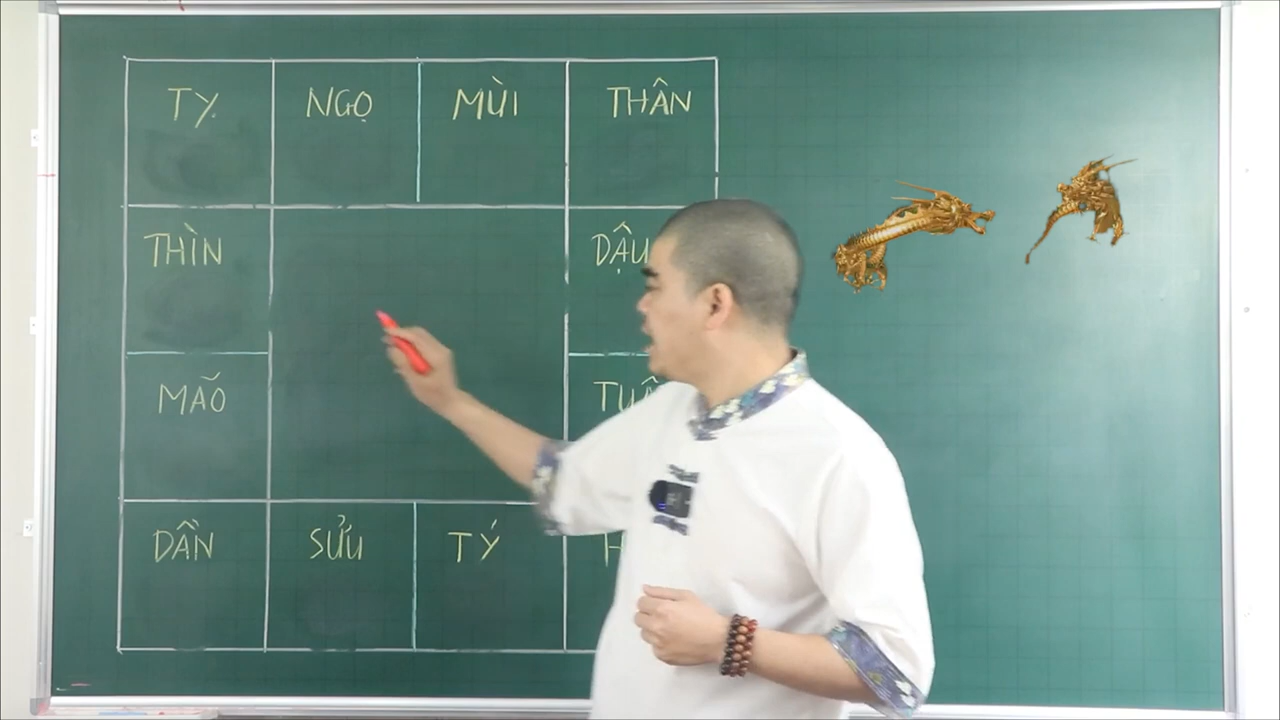 TỴ NGỌ MÙI THÂN
THÌN DẬU
MÃO
DẦN SỬU TÝ